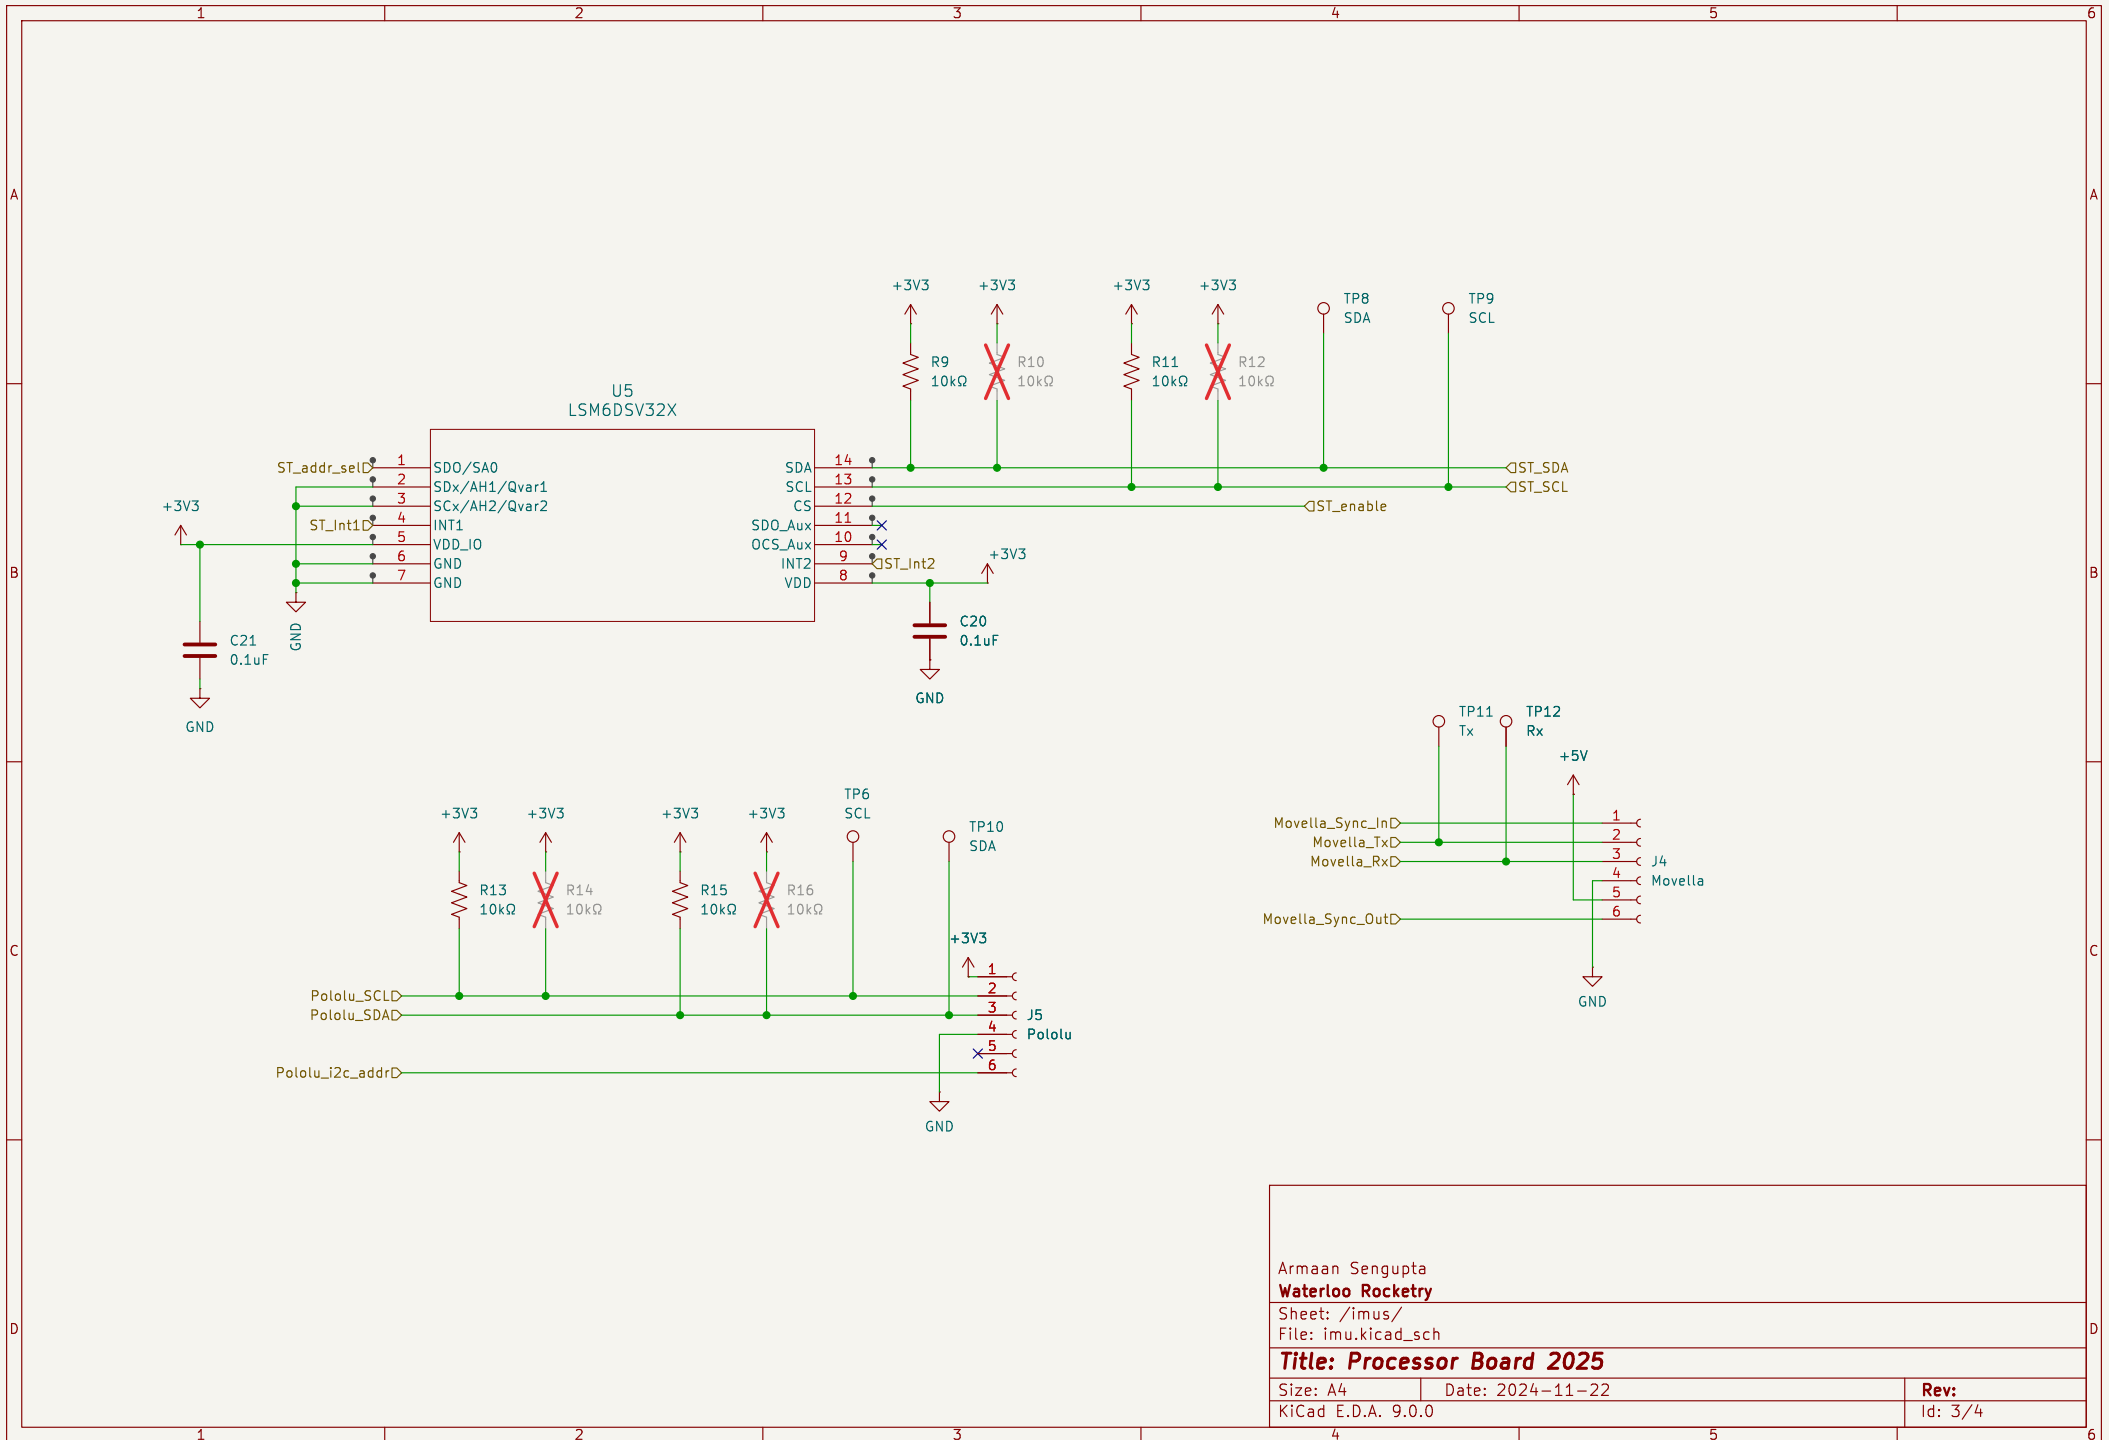 1 2 3 4 5 6
A A
+3V3 +3V3 +3V3 +3V3
TP8
SDA
TP9
SCL
R9
10kΩ
R10
10kΩ
R11
10kΩ
R12
10kΩ
U5
LSM6DSV32X
ST_addr_sel 1 SDO/SA0
2 SDx/AH1/Qvar1
3 SCx/AH2/Qvar2
ST_Int1 4 INT1
5 VDD_IO
6 GND
7 GND
SDA 14 ST_SDA
SCL 13 ST_SCL
CS 12 ST_enable
SDO_Aux 11
OCS_Aux 10
INT2 9 ST_Int2
VDD 8
+3V3
+3V3
B B
GND
C21
0.1uF
GND
C20
0.1uF
GND
TP11
Tx
TP12
Rx
+5V
Movella_Sync_In 1
Movella_Tx 2
Movella_Rx 3
4
5
Movella_Sync_Out 6
J4
Movella
GND
+3V3 +3V3 +3V3 +3V3
TP6
SCL
TP10
SDA
R13
10kΩ
R14
10kΩ
R15
10kΩ
R16
10kΩ
+3V3
C C
1
Pololu_SCL 2
Pololu_SDA 3
4
5
Pololu_i2c_addr 6
J5
Pololu
GND
D D
Armaan Sengupta
Waterloo Rocketry
Sheet: /imus/
File: imu.kicad_sch
Title: Processor Board 2025
Size: A4 Date: 2024-11-22 Rev:
KiCad E.D.A. 9.0.0 Id: 3/4
1 2 3 4 5 6